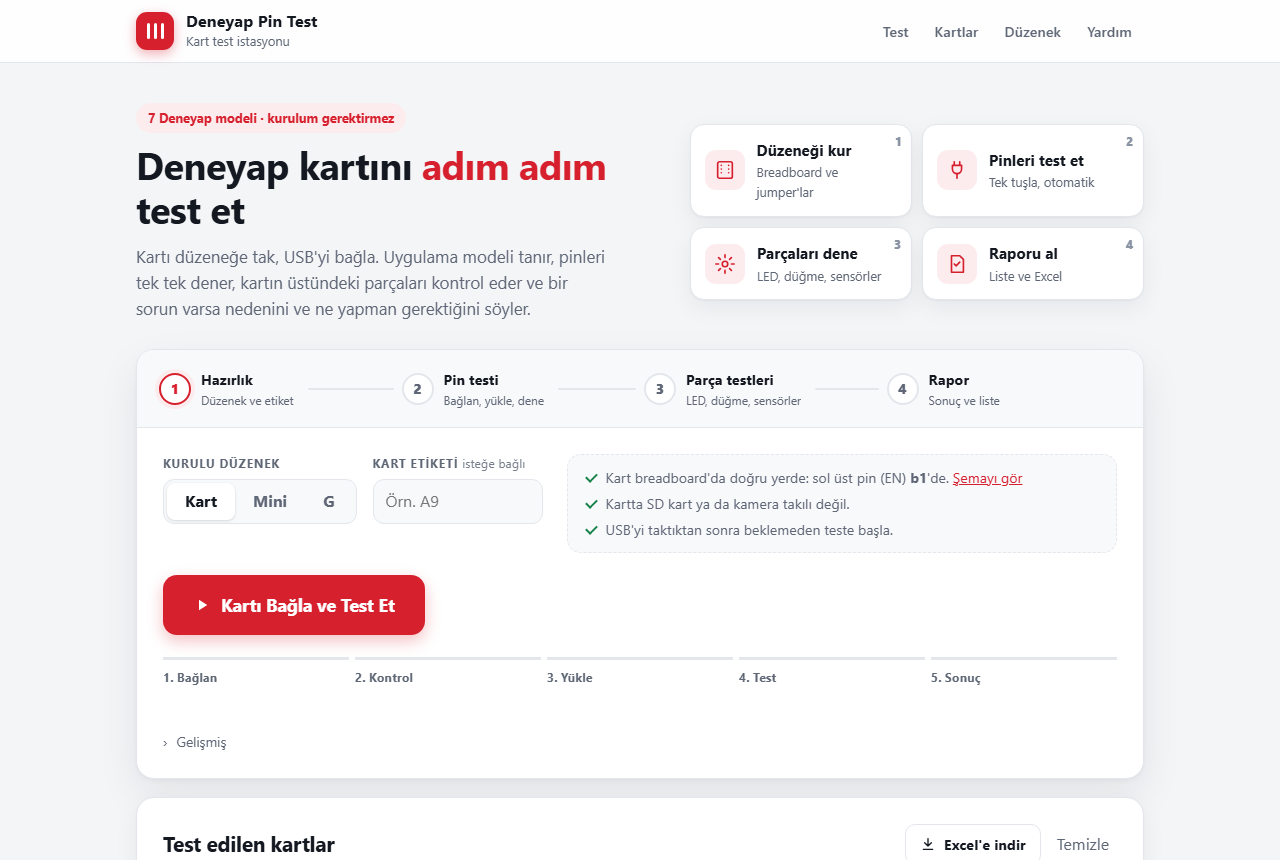 Deneyap Pin Test
Kart test istasyonu
Test
Kartlar
Düzenek
Yardım
7 Deneyap modeli · kurulum gerektirmez
Deneyap kartını adım adım
test et
Kartı düzeneğe tak, USB'yi bağla. Uygulama modeli tanır, pinleri
tek tek dener, kartın üstündeki parçaları kontrol eder ve bir
sorun varsa nedenini ve ne yapman gerektiğini söyler.
1
Düzeneği kur
Breadboard ve
jumper'lar
2
Pinleri test et
Tek tuşla, otomatik
3
Parçaları dene
LED, düğme, sensörler
4
Raporu al
Liste ve Excel
1
Hazırlık
Düzenek ve etiket
2
Pin testi
Bağlan, yükle, dene
3
Parça testleri
LED, düğme, sensörler
4
Rapor
Sonuç ve liste
KURULU DÜZENEK
Kart
Mini
G
KART ETİKETİ isteğe bağlı
Örn. A9
Kart breadboard'da doğru yerde: sol üst pin (EN) b1'de. Şemayı gör
Kartta SD kart ya da kamera takılı değil.
USB'yi taktıktan sonra beklemeden teste başla.
Kartı Bağla ve Test Et
1. Bağlan
2. Kontrol
3. Yükle
4. Test
5. Sonuç
› Gelişmiş
Test edilen kartlar
Excel'e indir
Temizle